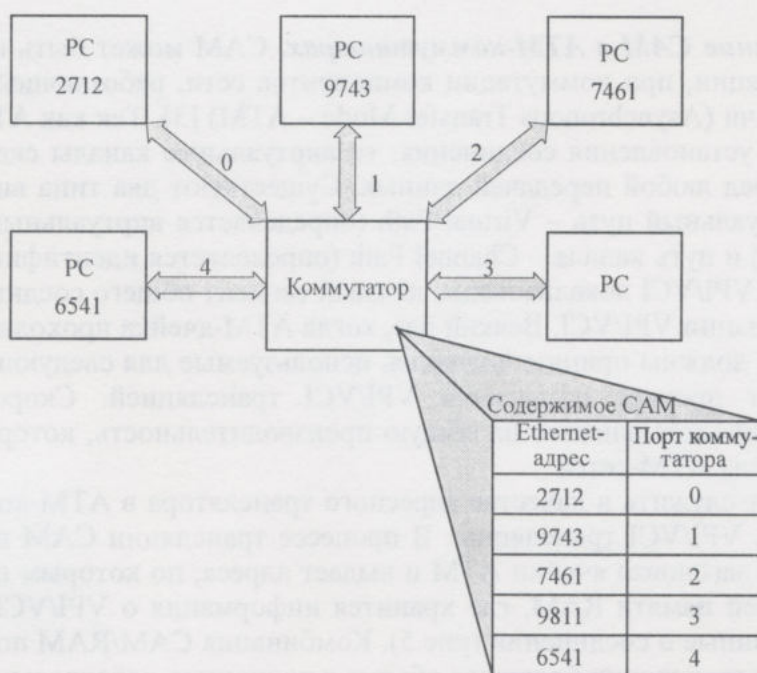 PC
2712
PC
9743
PC
7461
0
1
2
PC
6541
4
Коммутатор
3
PC
Содержимое CAM
Ethernet-
адрес
Порт комму-
татора
2712 0
9743 1
7461 2
9811 3
6541 4